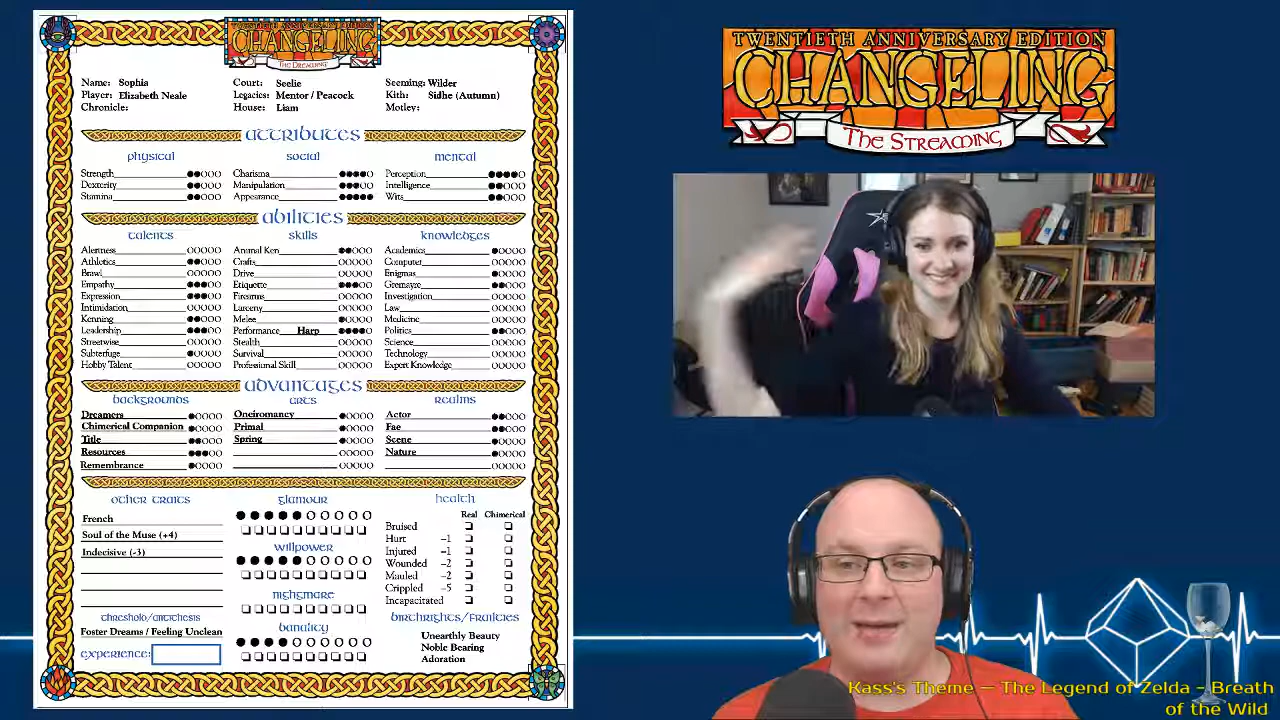 TWENTIETH ANNIVERSARY EDITION
CHANGELING
The Dreaming
Name: Sophia Court: Seelie Seeming: Wilder
Player: Elizabeth Neale Legacies: Mentor / Peacock Kith: Sidhe (Autumn)
Chronicle: House: Liam Motley:
Attributes
Physical Social Mental
Strength Charisma Perception
Dexterity Manipulation Intelligence
Stamina Appearance Wits
Abilities
Talents Skills Knowledges
Alertness Animal Ken Academics
Athletics Crafts Computer
Brawl Drive Enigmas
Empathy Etiquette Gremayre
Expression Firearms Investigation
Intimidation Larceny Law
Kenning Melee Medicine
Leadership Performance Harp Politics
Streetwise Stealth Science
Subterfuge Survival Technology
Hobby Talent Professional Skill Expert Knowledge
Advantages
Backgrounds Arts Realms
Dreamers Oneiromancy Actor
Chimerical Companion Primal Fae
Title Spring Scene
Resources Nature
Remembrance
Other Traits Glamour Health
Real Chimerical
French
Soul of the Muse (+4)
Indecisive (-3)
Willpower
Nightmare
Banality
Bruised
Hurt -1
Injured -1
Wounded -2
Mauled -2
Crippled -5
Incapacitated
Threshold/Antithesis
Foster Dreams / Feeling Unclean
Experience:
Birthrights/Frailties
Unearthly Beauty
Noble Bearing
Adoration
TWENTIETH ANNIVERSARY EDITION
CHANGELING
The Streaming
Kass's Theme — The Legend of Zelda - Breath
of the Wild